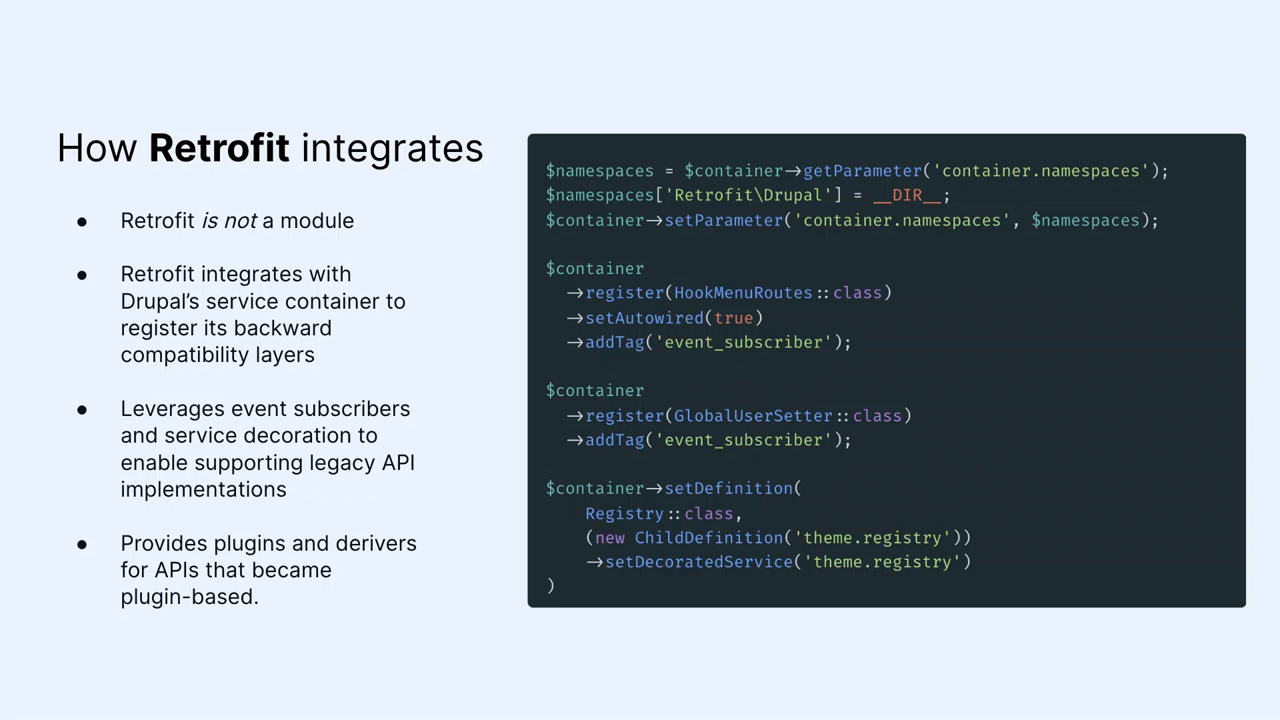 How Retrofit integrates
● Retrofit is not a module
● Retrofit integrates with
Drupal’s service container to
register its backward
compatibility layers
● Leverages event subscribers
and service decoration to
enable supporting legacy API
implementations
● Provides plugins and derivers
for APIs that became
plugin-based.
$namespaces = $container→getParameter('container.namespaces');
$namespaces['Retrofit\Drupal'] = __DIR__;
$container→setParameter('container.namespaces', $namespaces);
$container
→register(HookMenuRoutes::class)
→setAutowired(true)
→addTag('event_subscriber');
$container
→register(GlobalUserSetter::class)
→addTag('event_subscriber');
$container→setDefinition(
Registry::class,
(new ChildDefinition('theme.registry'))
→setDecoratedService('theme.registry')
)